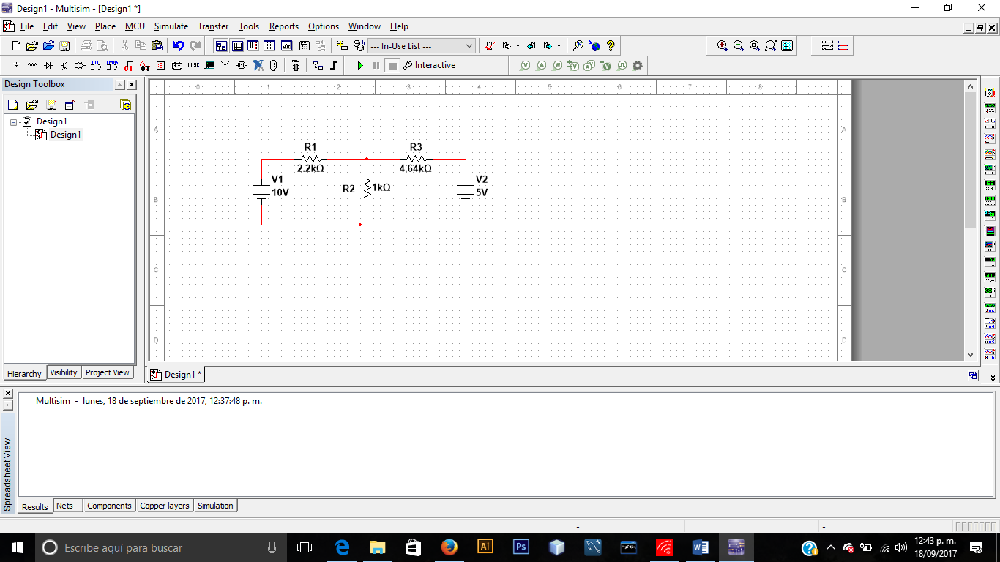 Design1 - Multisim - [Design1 *]
File Edit View Place MCU Simulate Transfer Tools Reports Options Window Help
--- In-Use List ---
MISC Interactive
Design Toolbox
Design1
Design1
0 1 2 3 4 5 6 7 8
A A
R1 R3
2.2kΩ 4.64kΩ
V1 V2
R2 1kΩ
10V 5V
B B
C C
D D
Hierarchy Visibility Project View
Design1 *
Multisim - lunes, 18 de septiembre de 2017, 12:37:48 p. m.
Spreadsheet View
Results Nets Components Copper layers Simulation
- -
Escribe aquí para buscar
Ai Ps MySQL
12:43 p. m.
18/09/2017